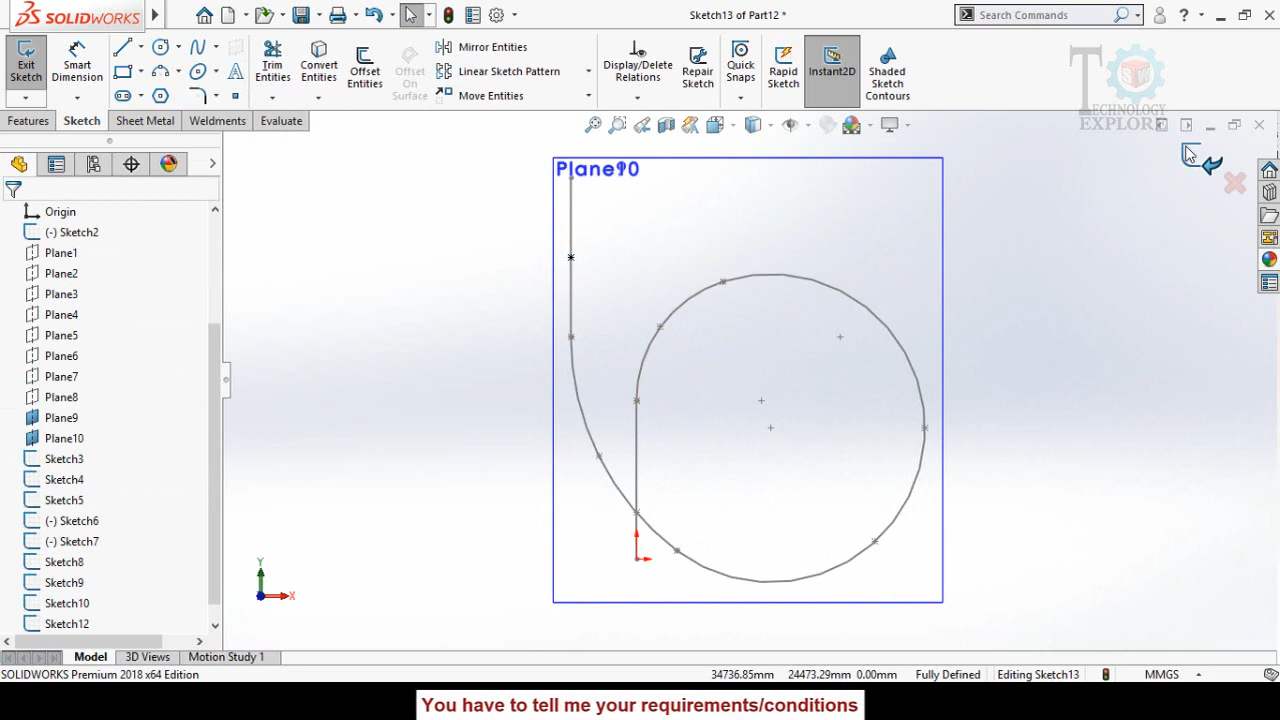 SOLIDWORKS
Sketch13 of Part12 *
Search Commands
Exit Sketch
Smart Dimension
Trim Entities
Convert Entities
Offset Entities
Offset On Surface
Mirror Entities
Linear Sketch Pattern
Move Entities
Display/Delete Relations
Repair Sketch
Quick Snaps
Rapid Sketch
Instant2D
Shaded Sketch Contours
TECHNOLOGY
EXPLOR
Features
Sketch
Sheet Metal
Weldments
Evaluate
Origin
(-) Sketch2
Plane1
Plane2
Plane3
Plane4
Plane5
Plane6
Plane7
Plane8
Plane9
Plane10
Sketch3
Sketch4
Sketch5
(-) Sketch6
(-) Sketch7
Sketch8
Sketch9
Sketch10
Sketch12
Y
X
Model
3D Views
Motion Study 1
SOLIDWORKS Premium 2018 x64 Edition
34736.85mm
24473.29mm 0.00mm
Fully Defined
Editing Sketch13
MMGS
You have to tell me your requirements/conditions